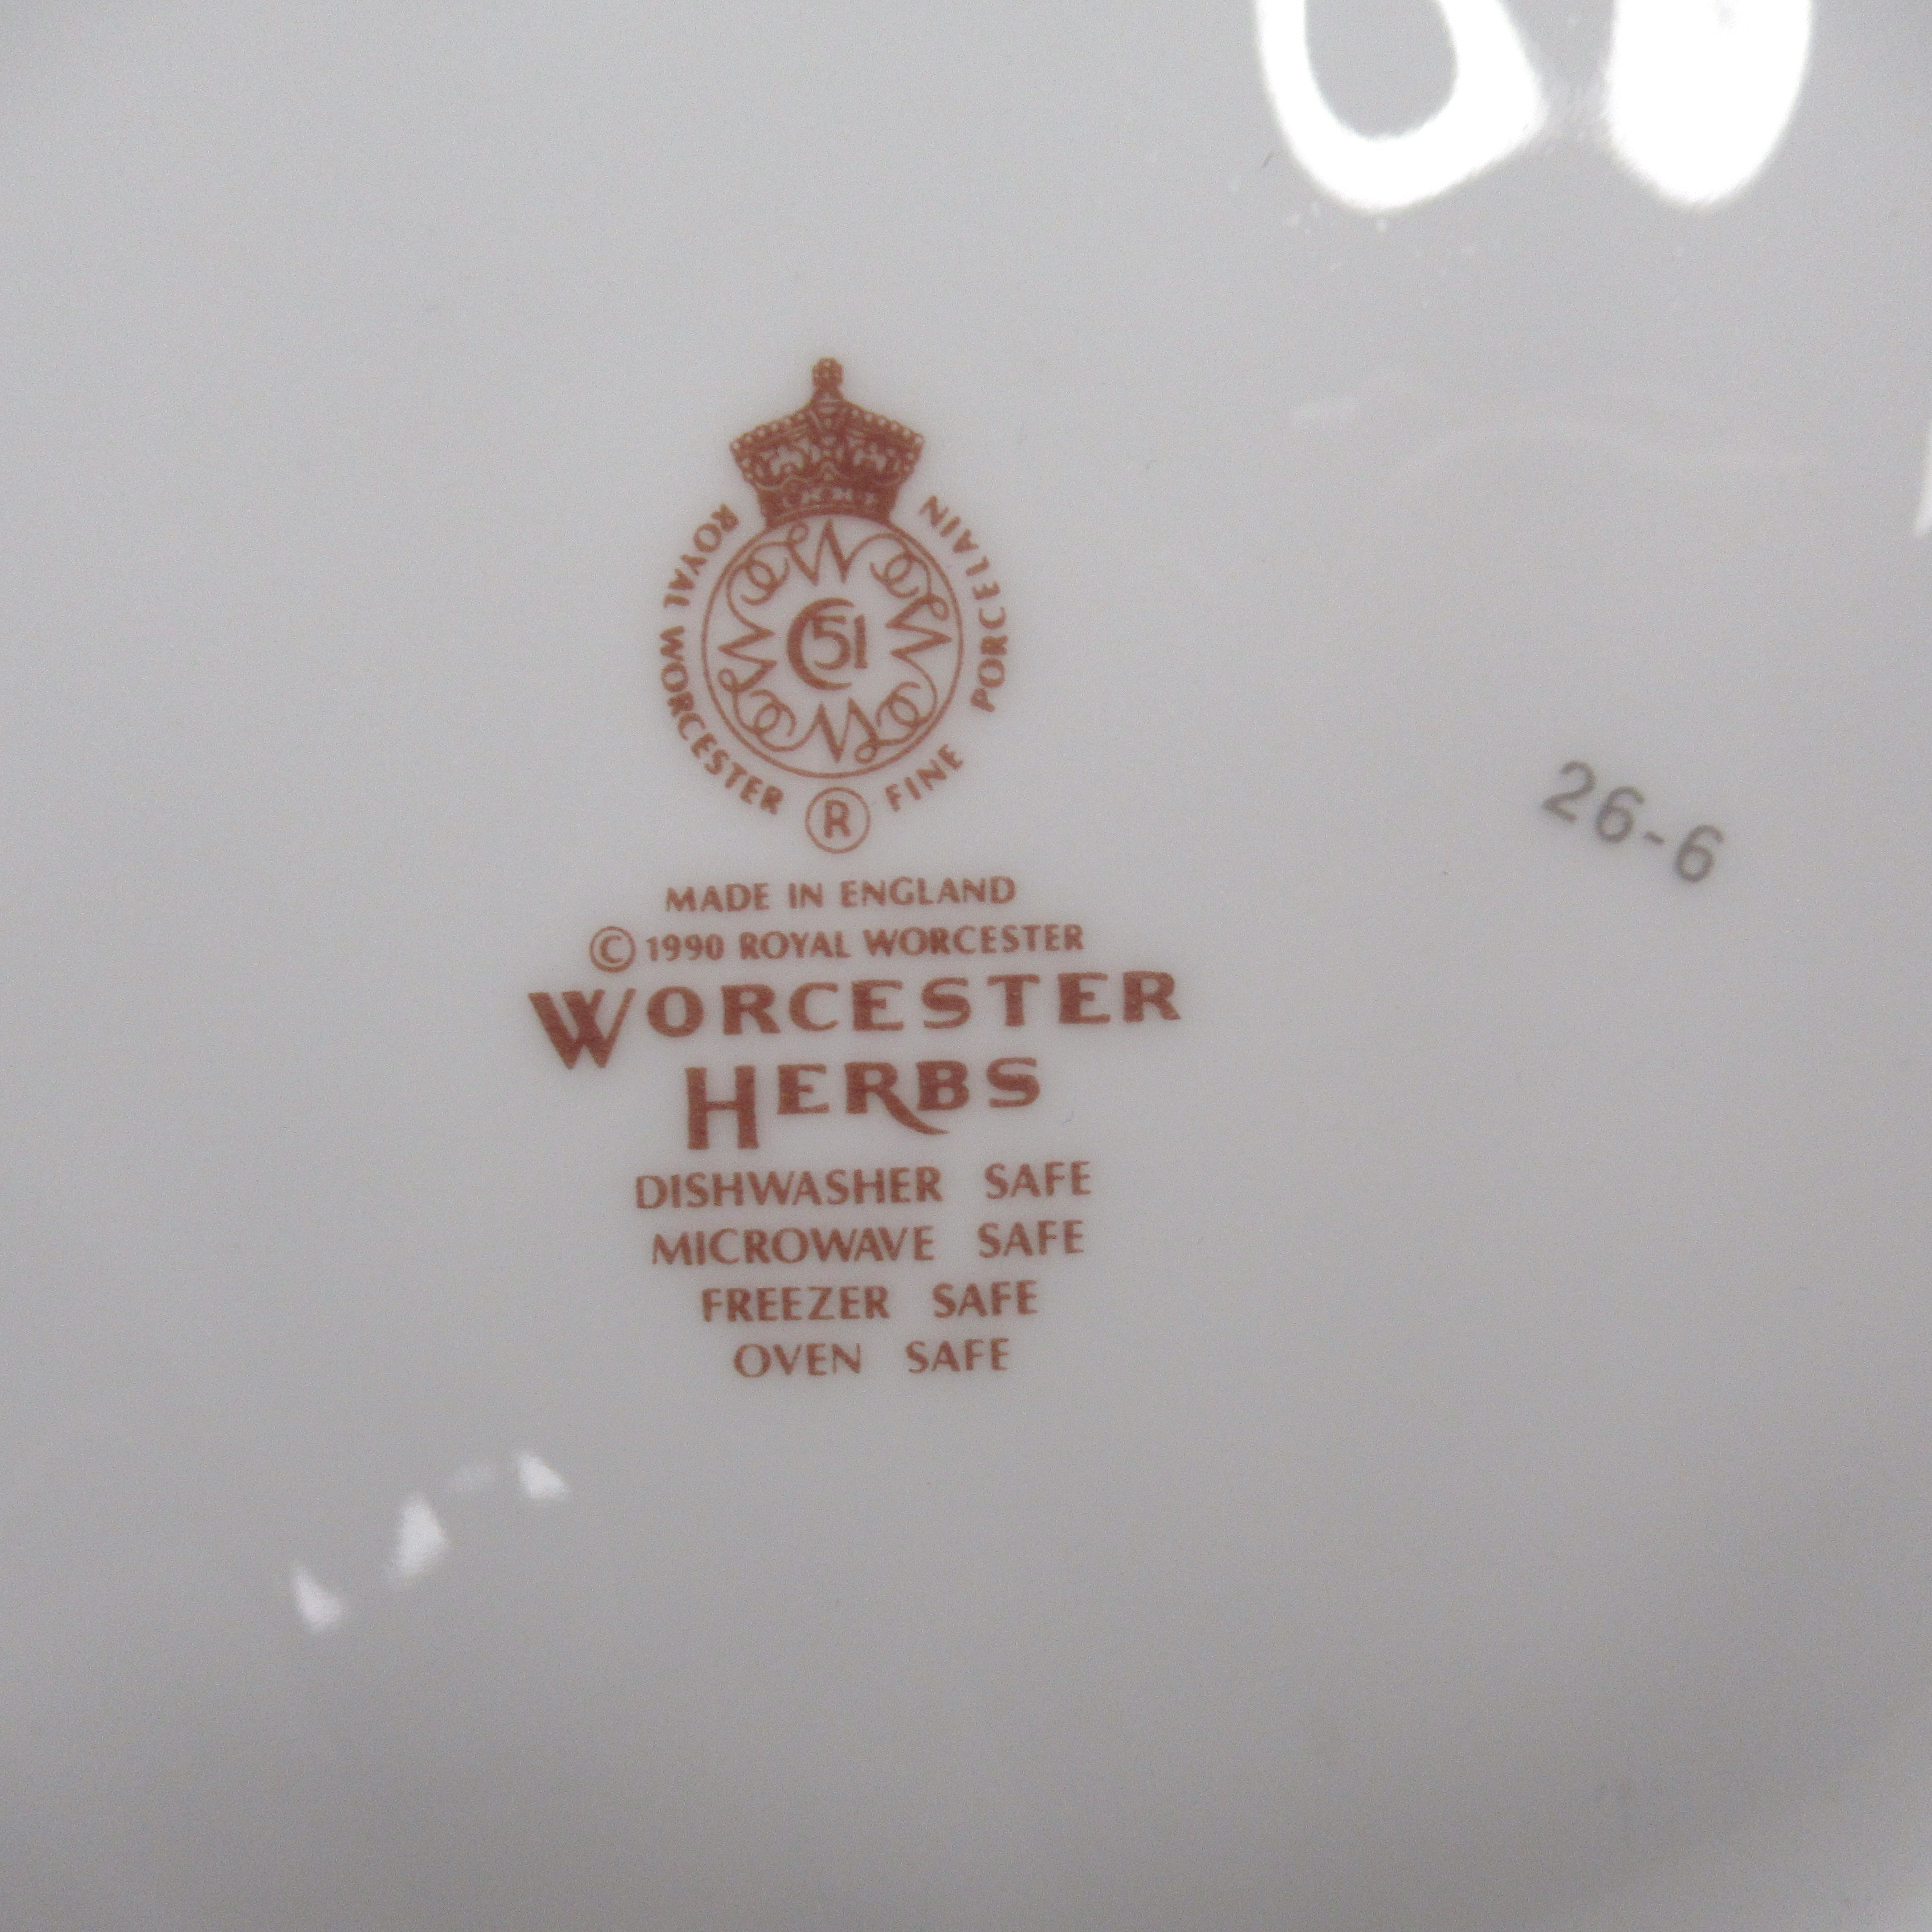 ROYAL WORCESTER ® FINE PORCELAIN
C51
MADE IN ENGLAND
© 1990 ROYAL WORCESTER
WORCESTER
HERBS
DISHWASHER SAFE
MICROWAVE SAFE
FREEZER SAFE
OVEN SAFE
26-6